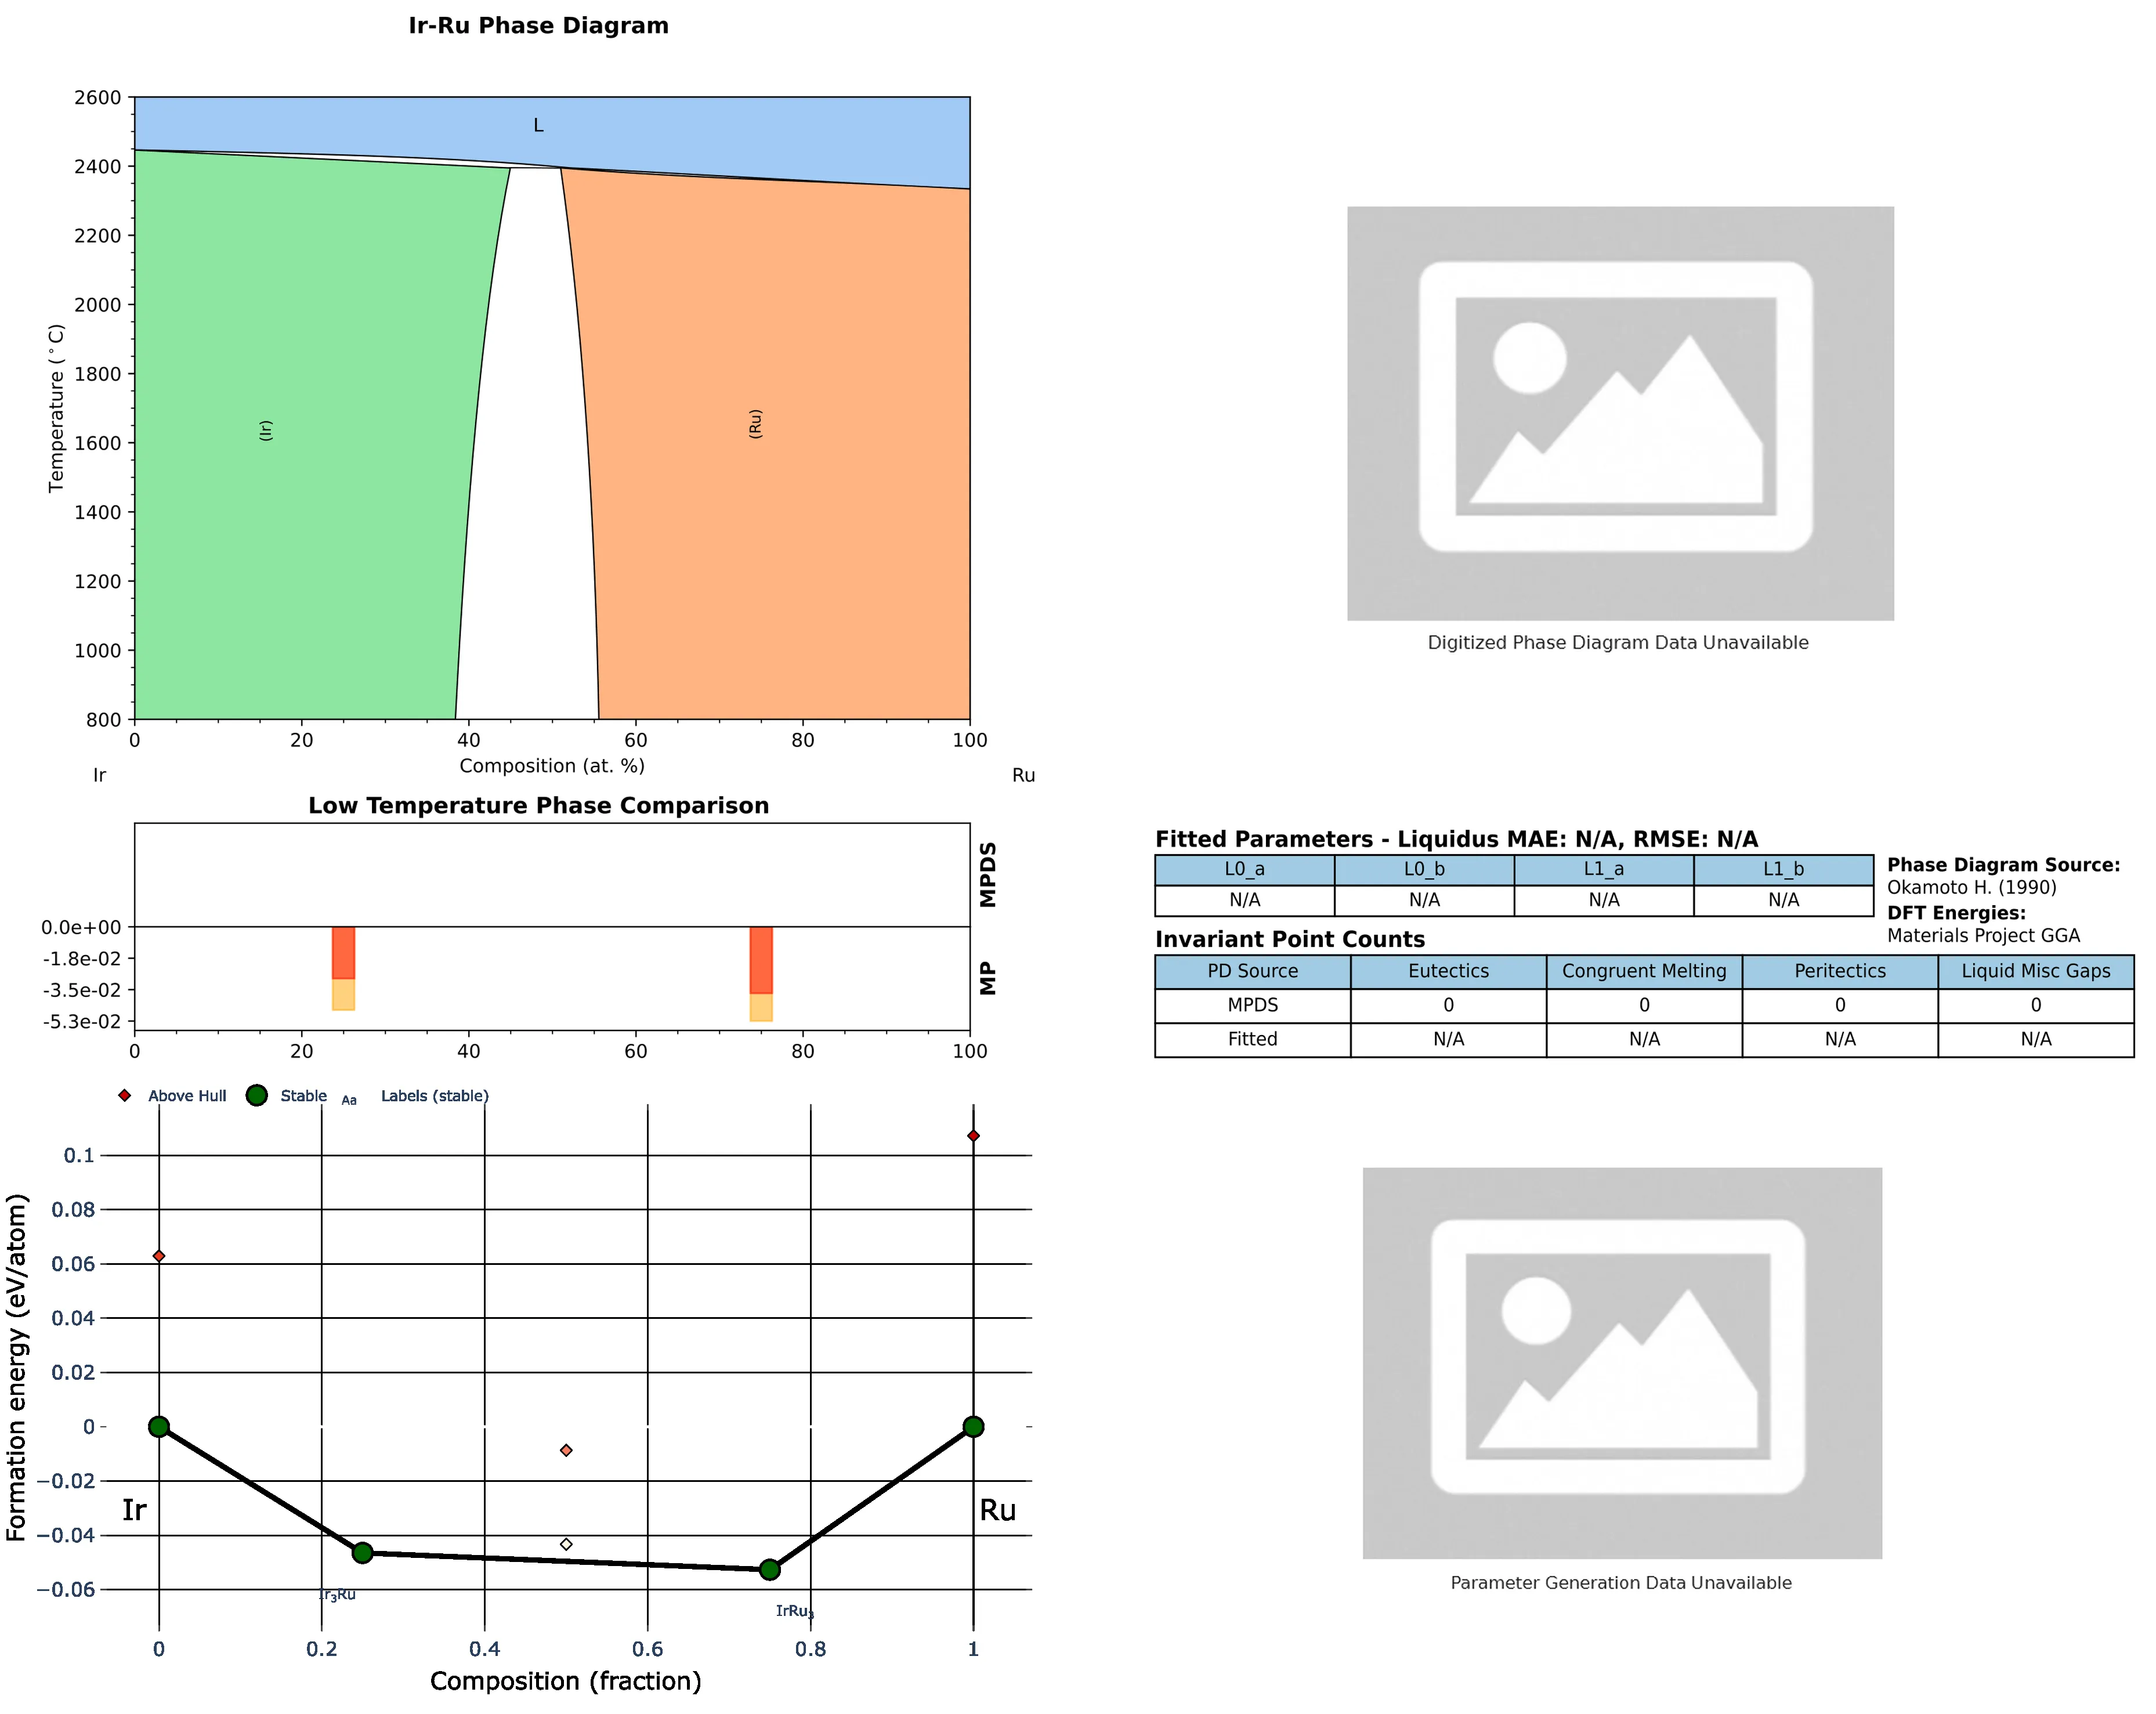 Ir-Ru Phase Diagram
2600
2400
2200
2000
1800
1600
1400
1200
1000
800
Temperature (°C)
L
(Ir)
(Ru)
0 20 40 60 80 100
Composition (at. %)
Ir Ru
Digitized Phase Diagram Data Unavailable
Low Temperature Phase Comparison
MPDS
MP
0.0e+00
-1.8e-02
-3.5e-02
-5.3e-02
0 20 40 60 80 100
Fitted Parameters - Liquidus MAE: N/A, RMSE: N/A
L0_a L0_b L1_a L1_b
N/A N/A N/A N/A
Phase Diagram Source:
Okamoto H. (1990)
DFT Energies:
Materials Project GGA
Invariant Point Counts
PD Source Eutectics Congruent Melting Peritectics Liquid Misc Gaps
MPDS 0 0 0 0
Fitted N/A N/A N/A N/A
Above Hull Stable Aa Labels (stable)
Formation energy (eV/atom)
0.1
0.08
0.06
0.04
0.02
0
−0.02
−0.04
−0.06
Ir Ru
Ir₃Ru
IrRu₃
0 0.2 0.4 0.6 0.8 1
Composition (fraction)
Parameter Generation Data Unavailable